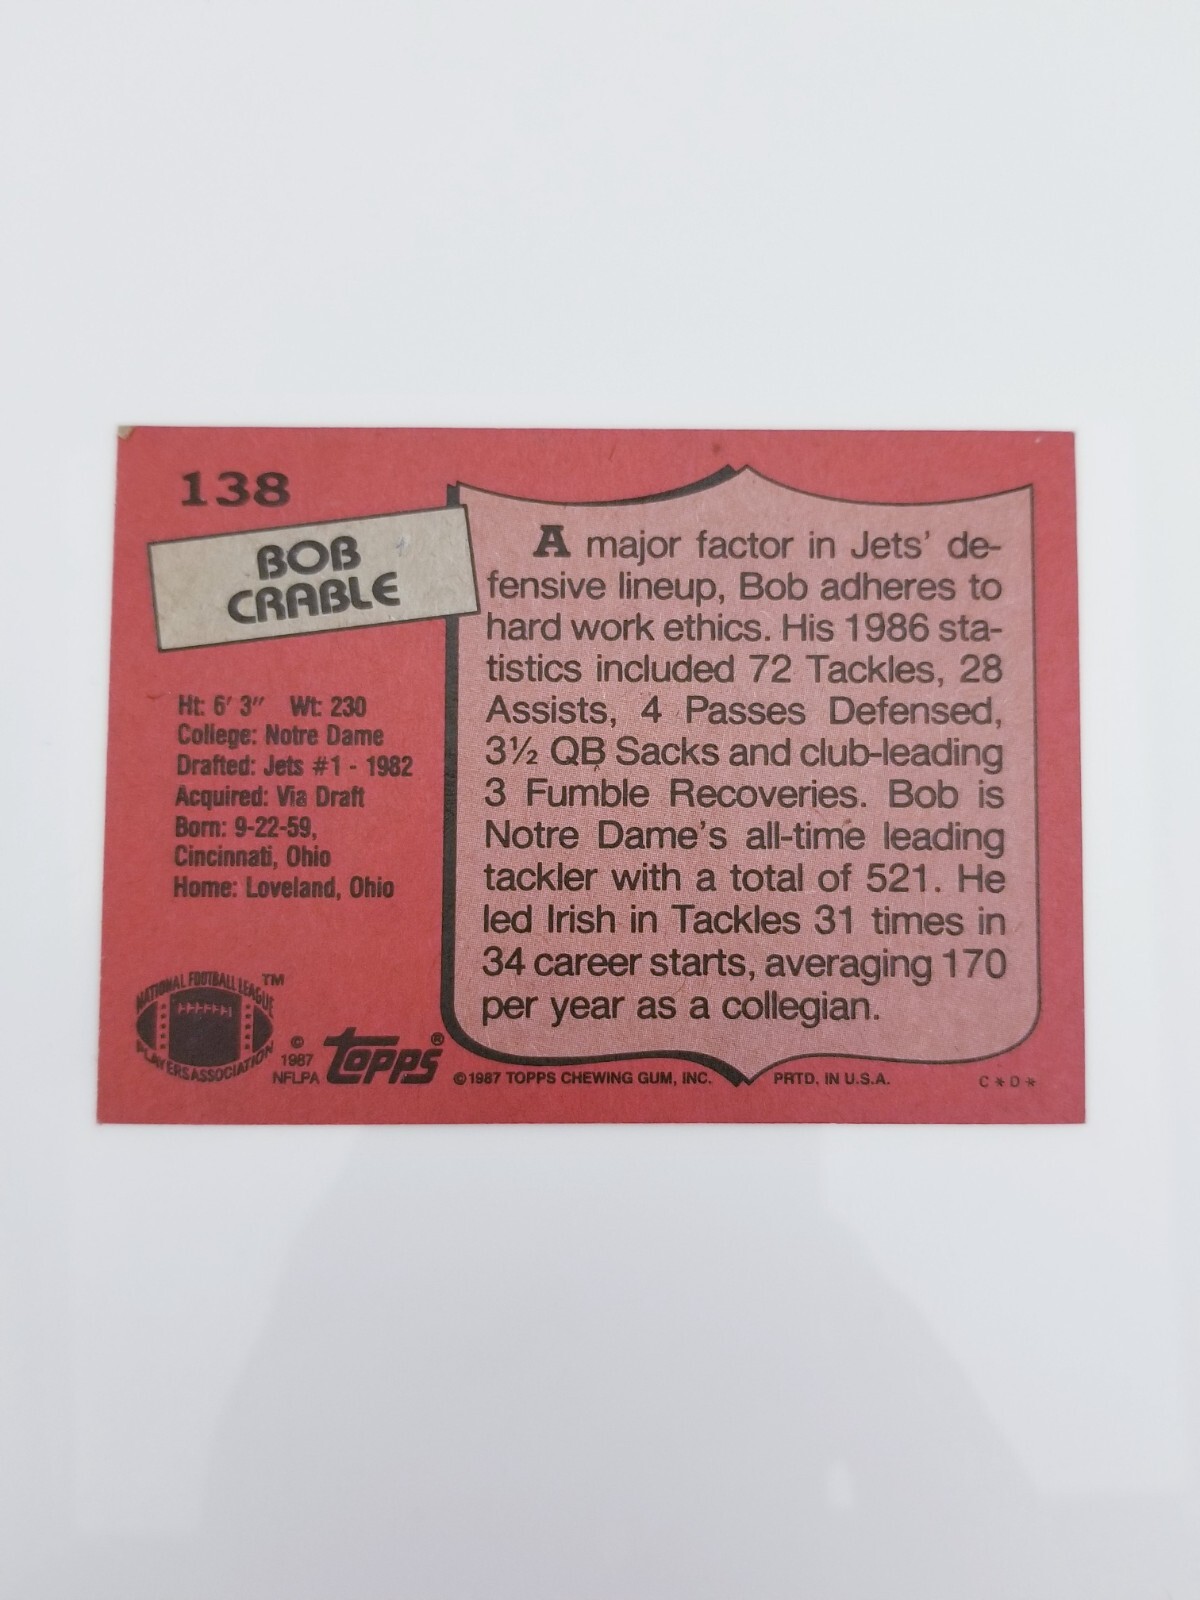 138
BOB
CRABLE
Ht: 6′ 3″ Wt: 230
College: Notre Dame
Drafted: Jets #1 - 1982
Acquired: Via Draft
Born: 9-22-59,
Cincinnati, Ohio
Home: Loveland, Ohio
A major factor in Jets' de-
fensive lineup, Bob adheres to
hard work ethics. His 1986 sta-
tistics included 72 Tackles, 28
Assists, 4 Passes Defensed,
3½ QB Sacks and club-leading
3 Fumble Recoveries. Bob is
Notre Dame's all-time leading
tackler with a total of 521. He
led Irish in Tackles 31 times in
34 career starts, averaging 170
per year as a collegian.
NATIONAL FOOTBALL LEAGUE ™
PLAYERS ASSOCIATION
©
1987
NFLPA
topps®
©1987 TOPPS CHEWING GUM, INC. PRTD. IN U.S.A. C*D*